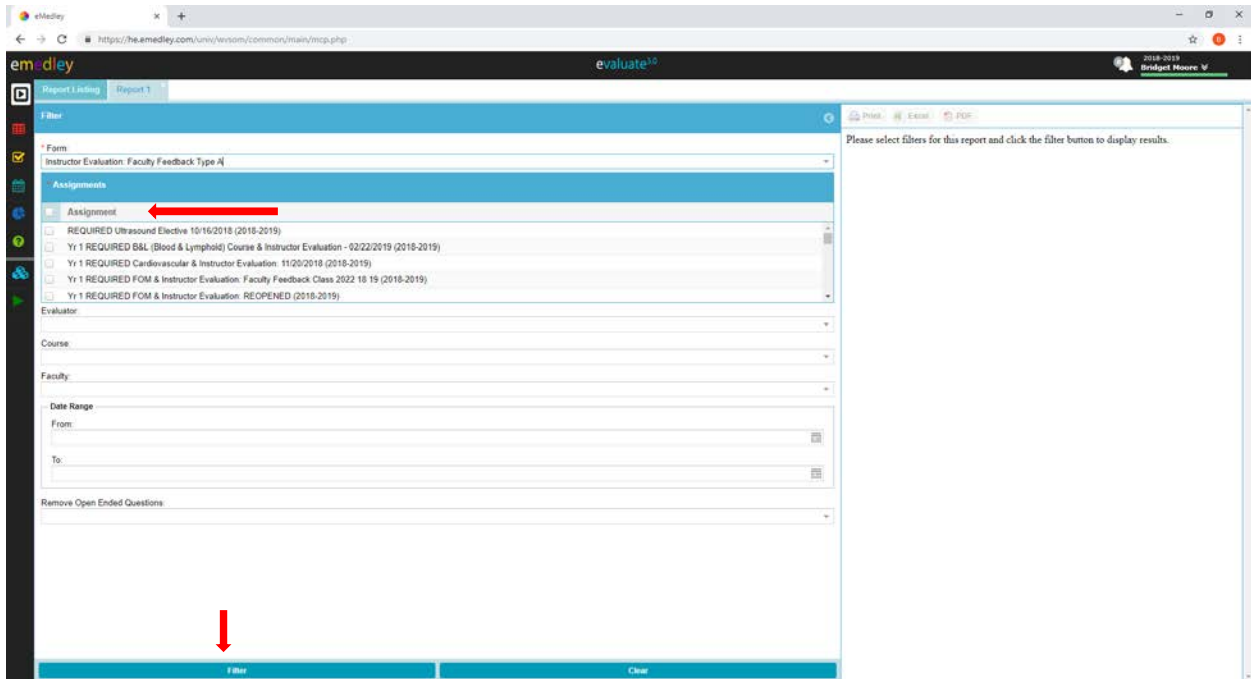 eMedley
https://he.emedley.com/univ/wvsom/common/main/mcp.php
emedley
evaluate3.0
2018-2019
Bridget Moore
Report Listing
Report 1
Filter
Print
Excel
PDF
Please select filters for this report and click the filter button to display results.
* Form
Instructor Evaluation: Faculty Feedback Type A
Assignments
Assignment
REQUIRED Ultrasound Elective 10/16/2018 (2018-2019)
Yr 1 REQUIRED B&L (Blood & Lymphoid) Course & Instructor Evaluation - 02/22/2019 (2018-2019)
Yr 1 REQUIRED Cardiovascular & Instructor Evaluation: 11/20/2018 (2018-2019)
Yr 1 REQUIRED FOM & Instructor Evaluation: Faculty Feedback Class 2022 18 19 (2018-2019)
Yr 1 REQUIRED FOM & Instructor Evaluation: REOPENED (2018-2019)
Evaluator
Course:
Faculty:
Date Range
From:
To:
Remove Open Ended Questions:
Filter
Clear